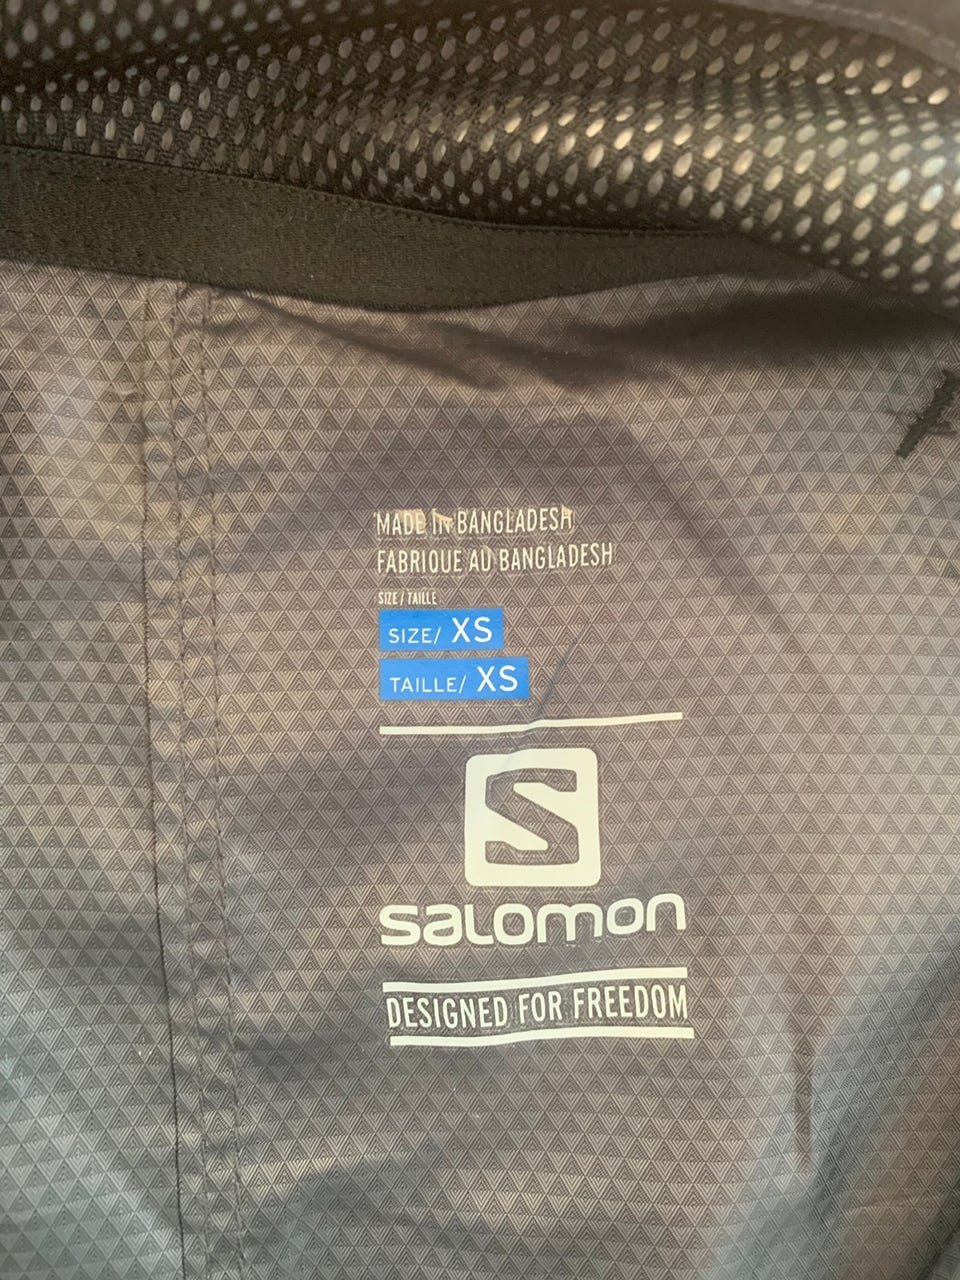 MADE IN BANGLADESH
FABRIQUE AU BANGLADESH
SIZE / TAILLE
SIZE/ XS
TAILLE/ XS
S
SALOMON
DESIGNED FOR FREEDOM